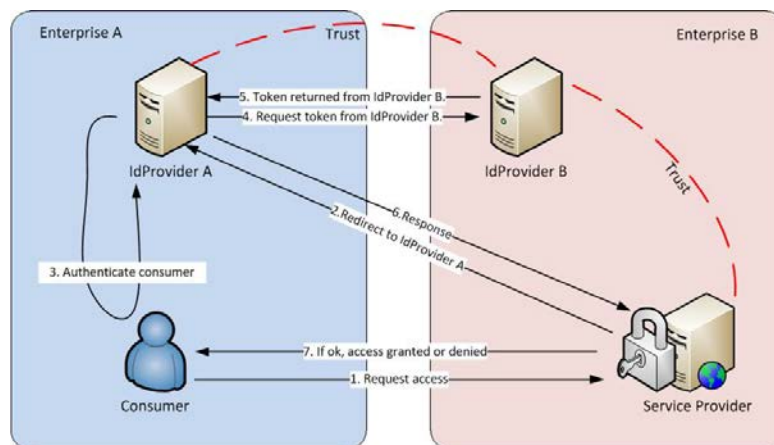 Enterprise A
Trust
Enterprise B
5. Token returned from IdProvider B.
4. Request token from IdProvider B.
IdProvider A
IdProvider B
Trust
6.Response
2.Redirect to IdProvider A
3. Authenticate consumer
7. If ok, access granted or denied
1. Request access
Consumer
Service Provider